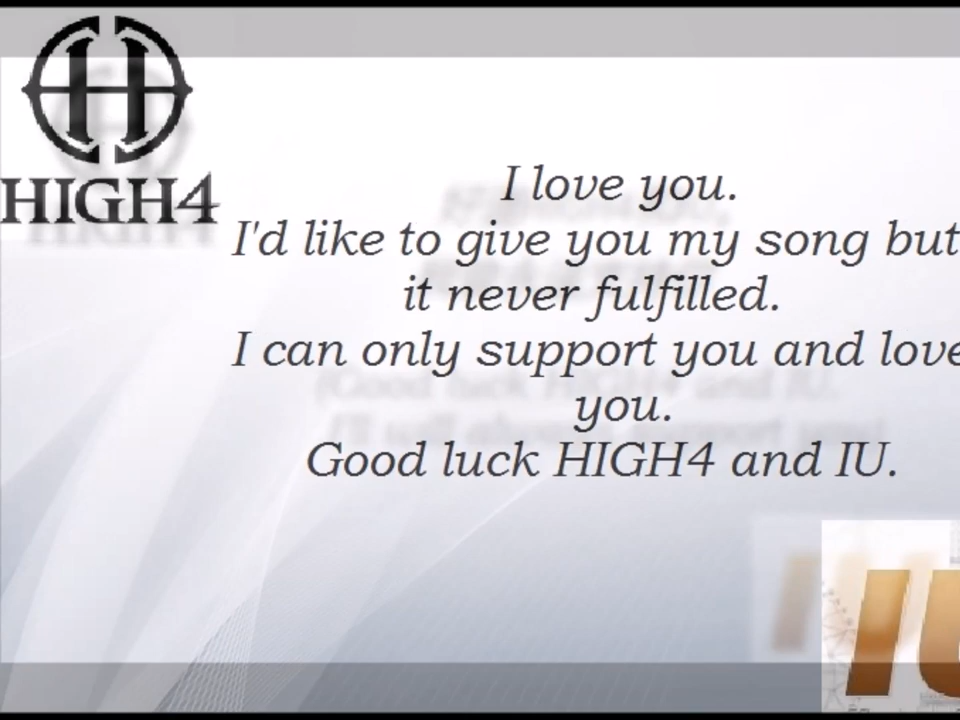 HIGH4
I love you.
I'd like to give you my song but
it never fulfilled.
I can only support you and love
you.
Good luck HIGH4 and IU.
IU